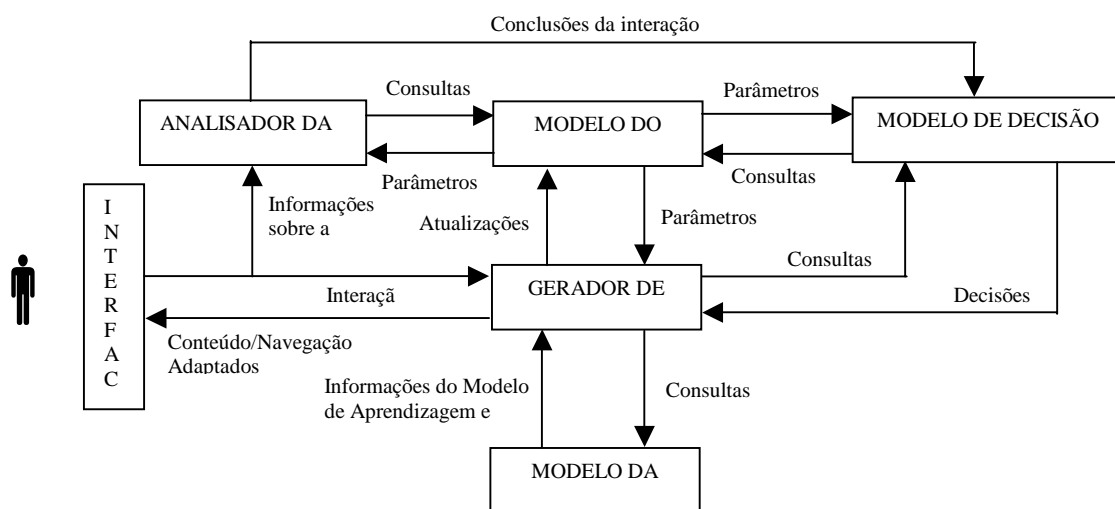 Conclusões da interação
Consultas
Parâmetros
ANALISADOR DA
MODELO DO
MODELO DE DECISÃO
Parâmetros
Consultas
I
N
T
E
R
F
A
C
Informações
sobre a
Atualizações
Parâmetros
Consultas
GERADOR DE
Interaçã
Decisões
Conteúdo/Navegação
Adaptados
Informações do Modelo
de Aprendizagem e
Consultas
MODELO DA